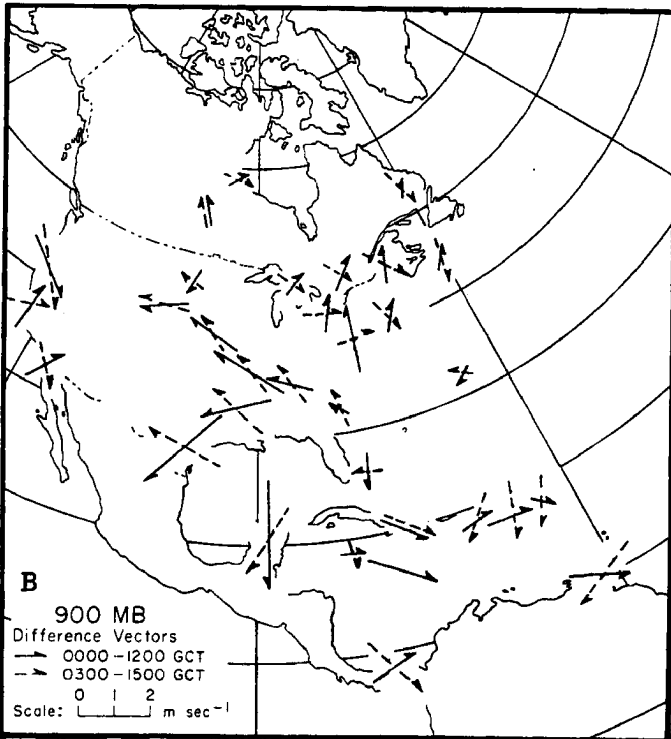 B
900 MB
Difference Vectors
0000-1200 GCT
0300-1500 GCT
0 1 2
Scale: m sec-1